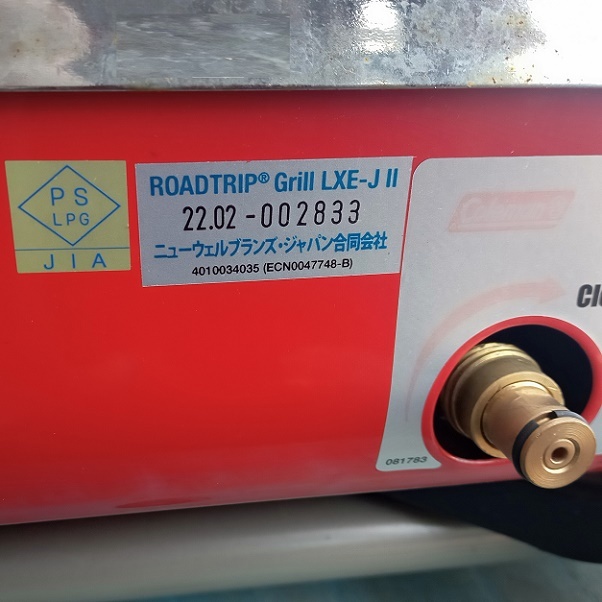 PS
LPG
JIA
ROADTRIP® Grill LXE-J II
22.02-002833
ニューウェルブランズ・ジャパン合同会社
4010034035 (ECN0047748-B)
Clo
081783